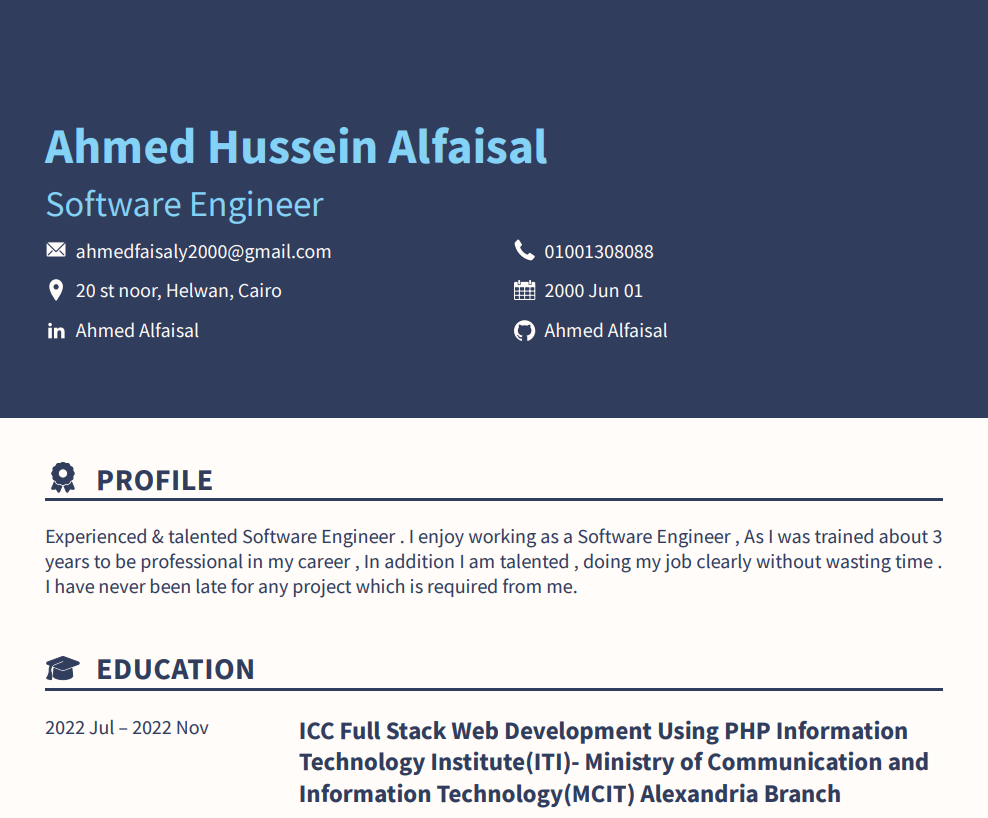 Ahmed Hussein Alfaisal
Software Engineer
ahmedfaisaly2000@gmail.com
01001308088
20 st noor, Helwan, Cairo
2000 Jun 01
in Ahmed Alfaisal
Ahmed Alfaisal
PROFILE
Experienced & talented Software Engineer . I enjoy working as a Software Engineer , As I was trained about 3
years to be professional in my career , In addition I am talented , doing my job clearly without wasting time .
I have never been late for any project which is required from me.
EDUCATION
2022 Jul – 2022 Nov
ICC Full Stack Web Development Using PHP Information
Technology Institute(ITI)- Ministry of Communication and
Information Technology(MCIT) Alexandria Branch